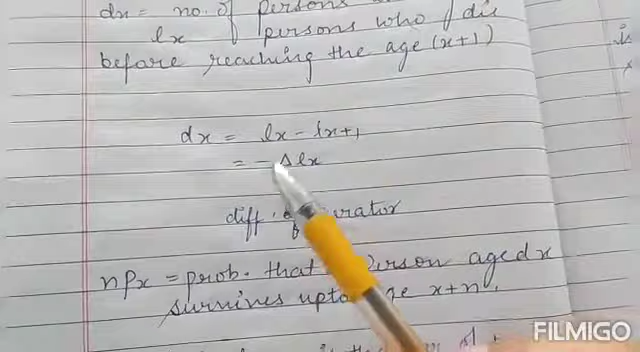 dx = no. of persons
lx persons who die
before reaching the age (x+1)
dx = lx - lx+1
= - Δlx
diff.
npx = prob. that person aged x
survives upto age x+n.
FILMIGO